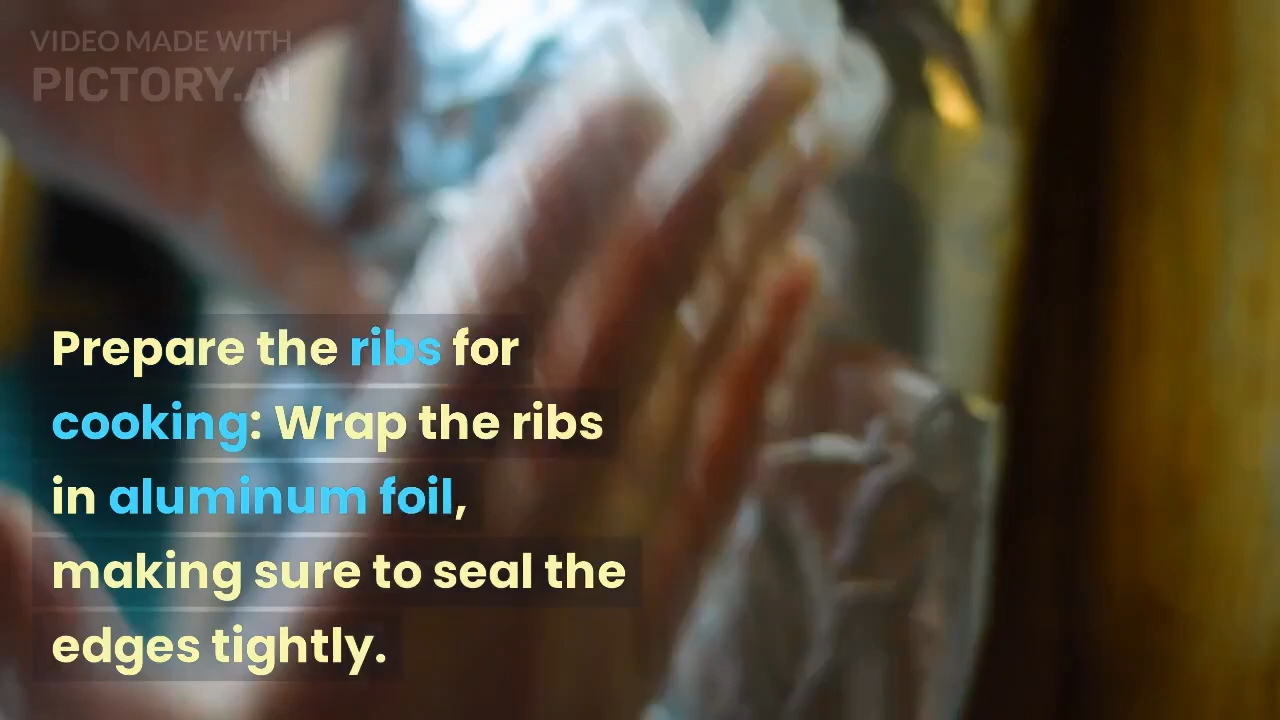 VIDEO MADE WITH
PICTORY.AI
Prepare the ribs for
cooking: Wrap the ribs
in aluminum foil,
making sure to seal the
edges tightly.